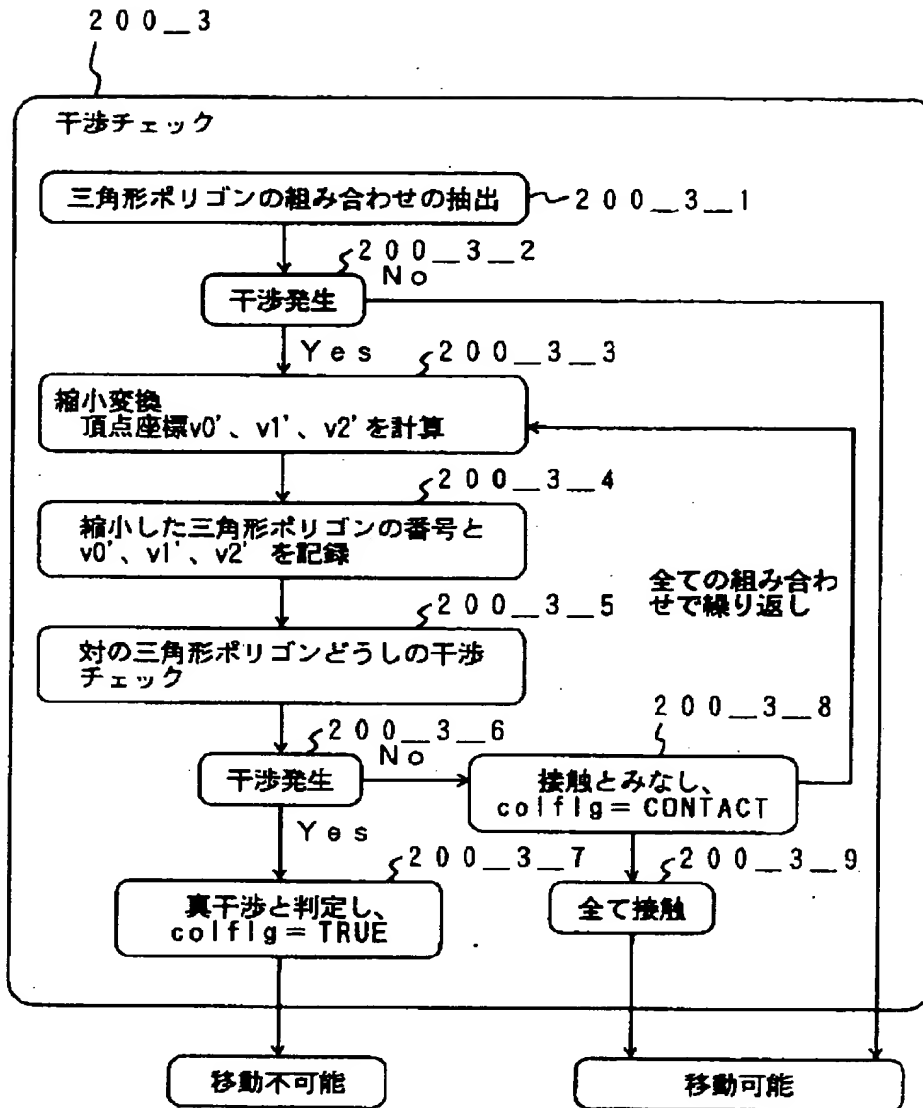 200_3
干渉チェック
三角形ポリゴンの組み合わせの抽出
200_3_1
200_3_2
No
干渉発生
Yes
200_3_3
縮小変換
頂点座標v0'、v1'、v2'を計算
200_3_4
縮小した三角形ポリゴンの番号と
v0'、v1'、v2'を記録
全ての組み合わ
せで繰り返し
200_3_5
対の三角形ポリゴンどうしの干渉
チェック
200_3_6
No
干渉発生
200_3_8
接触とみなし、
colflg=CONTACT
Yes
200_3_7
真干渉と判定し、
colflg=TRUE
200_3_9
全て接触
移動不可能
移動可能